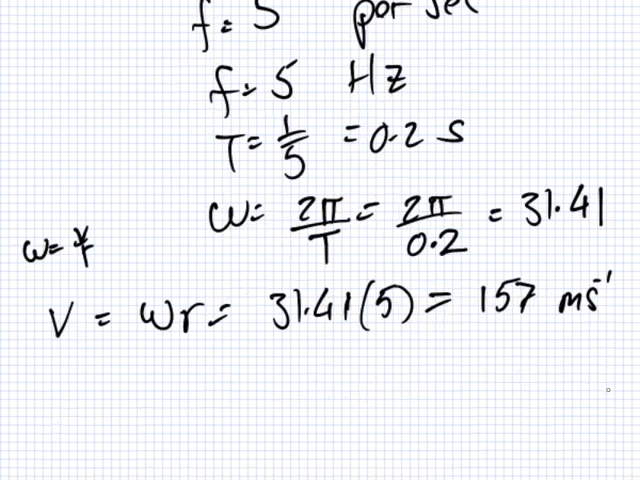 f = 5 per sec
f = 5 Hz
T = 1/5 = 0.2 s
ω = 2π/T = 2π/0.2 = 31.41
ω = v/r
V = ωr = 31.41(5) = 157 ms⁻¹